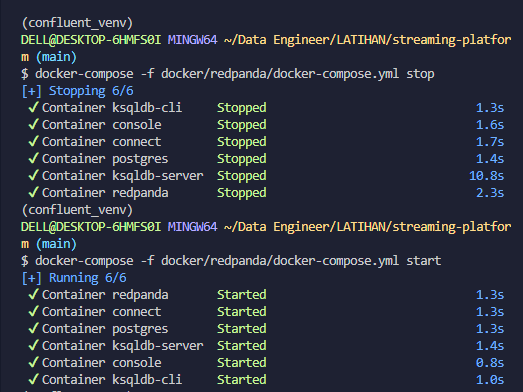 (confluent_venv)
DELL@DESKTOP-6HMFS0I MINGW64 ~/Data Engineer/LATIHAN/streaming-platfor
m (main)
$ docker-compose -f docker/redpanda/docker-compose.yml stop
[+] Stopping 6/6
✓ Container ksqldb-cli Stopped 1.3s
✓ Container console Stopped 1.6s
✓ Container connect Stopped 1.7s
✓ Container postgres Stopped 1.4s
✓ Container ksqldb-server Stopped 10.8s
✓ Container redpanda Stopped 2.3s
(confluent_venv)
DELL@DESKTOP-6HMFS0I MINGW64 ~/Data Engineer/LATIHAN/streaming-platfor
m (main)
$ docker-compose -f docker/redpanda/docker-compose.yml start
[+] Running 6/6
✓ Container redpanda Started 1.3s
✓ Container connect Started 1.3s
✓ Container postgres Started 1.3s
✓ Container ksqldb-server Started 1.4s
✓ Container console Started 0.8s
✓ Container ksqldb-cli Started 1.0s